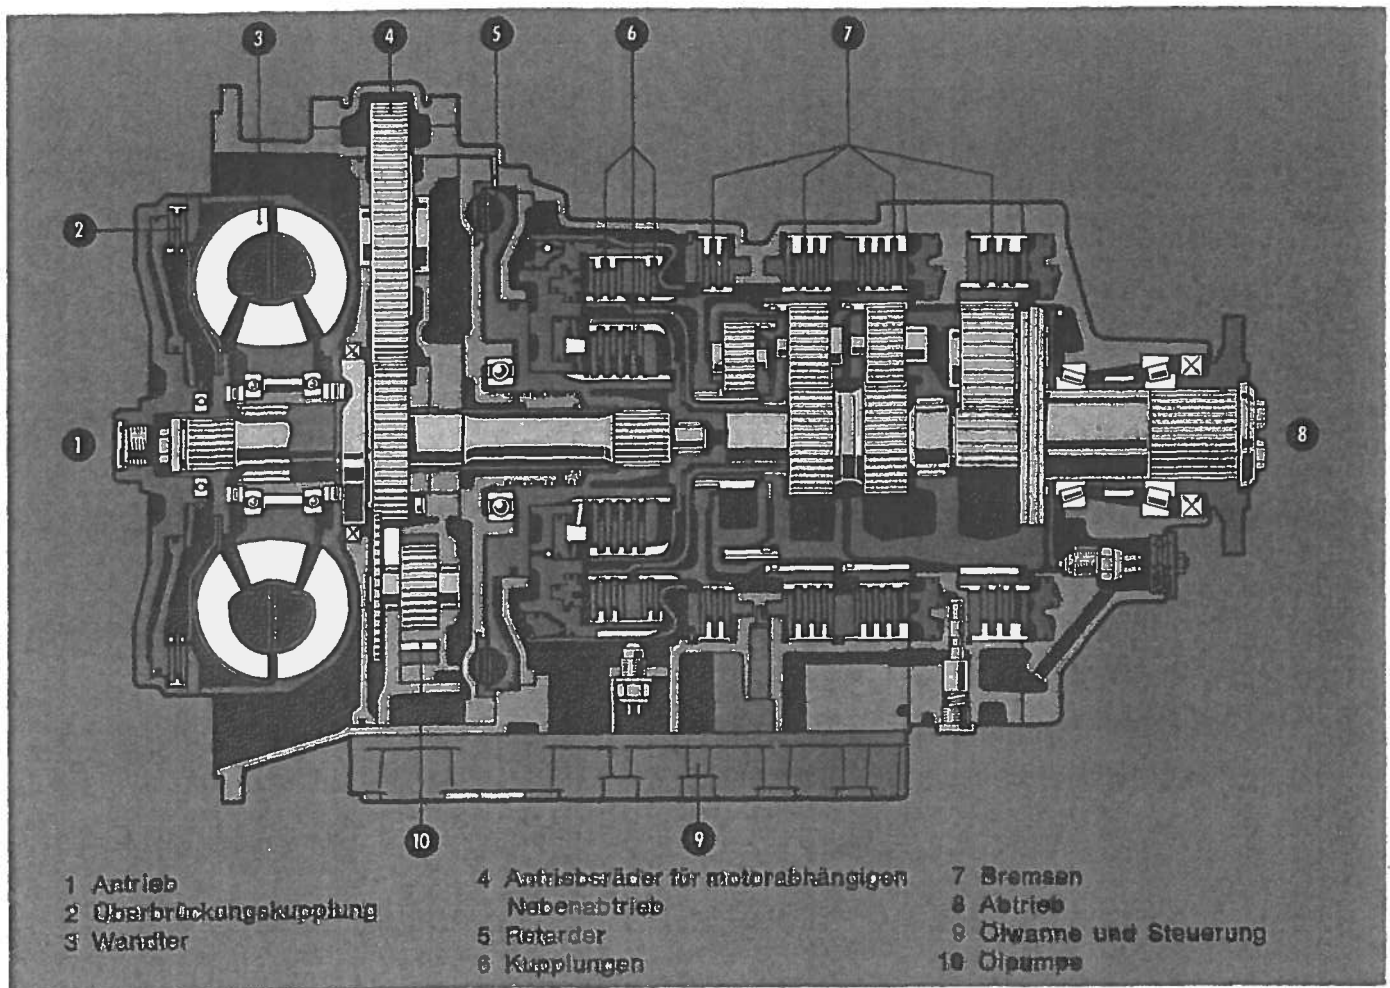 3
4
5
6
7
2
1
8
10
9
1 Antrieb
2 Überbrückungskupplung
3 Wandler
4 Antriebsräder für motorabhängigen
Nebenabtrieb
5 Retarder
6 Kupplungen
7 Bremsen
8 Abtrieb
9 Ölwanne und Steuerung
10 Ölpumpe